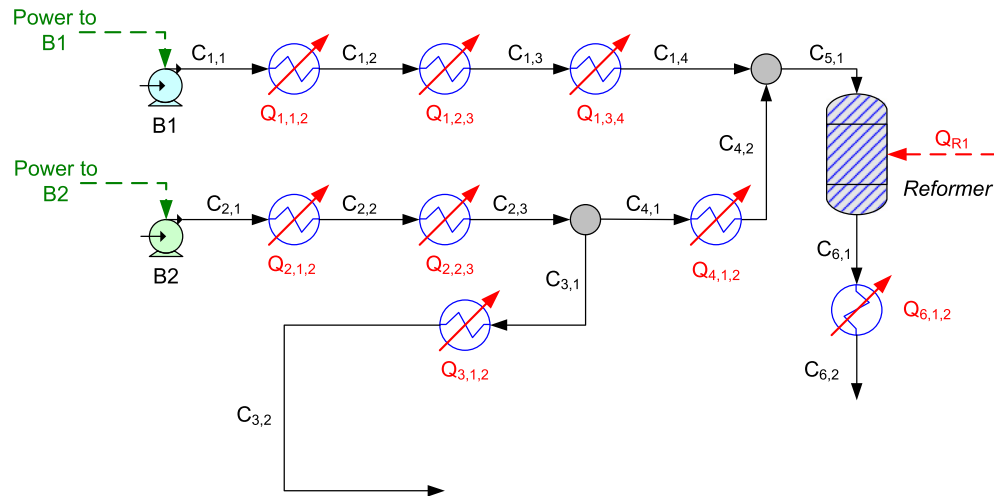 Power to
B1
C1,1
C1,2
C1,3
C1,4
C5,1
B1
Q1,1,2
Q1,2,3
Q1,3,4
C4,2
QR1
Reformer
Power to
B2
C2,1
C2,2
C2,3
C4,1
B2
Q2,1,2
Q2,2,3
Q4,1,2
C3,1
C6,1
Q6,1,2
Q3,1,2
C6,2
C3,2